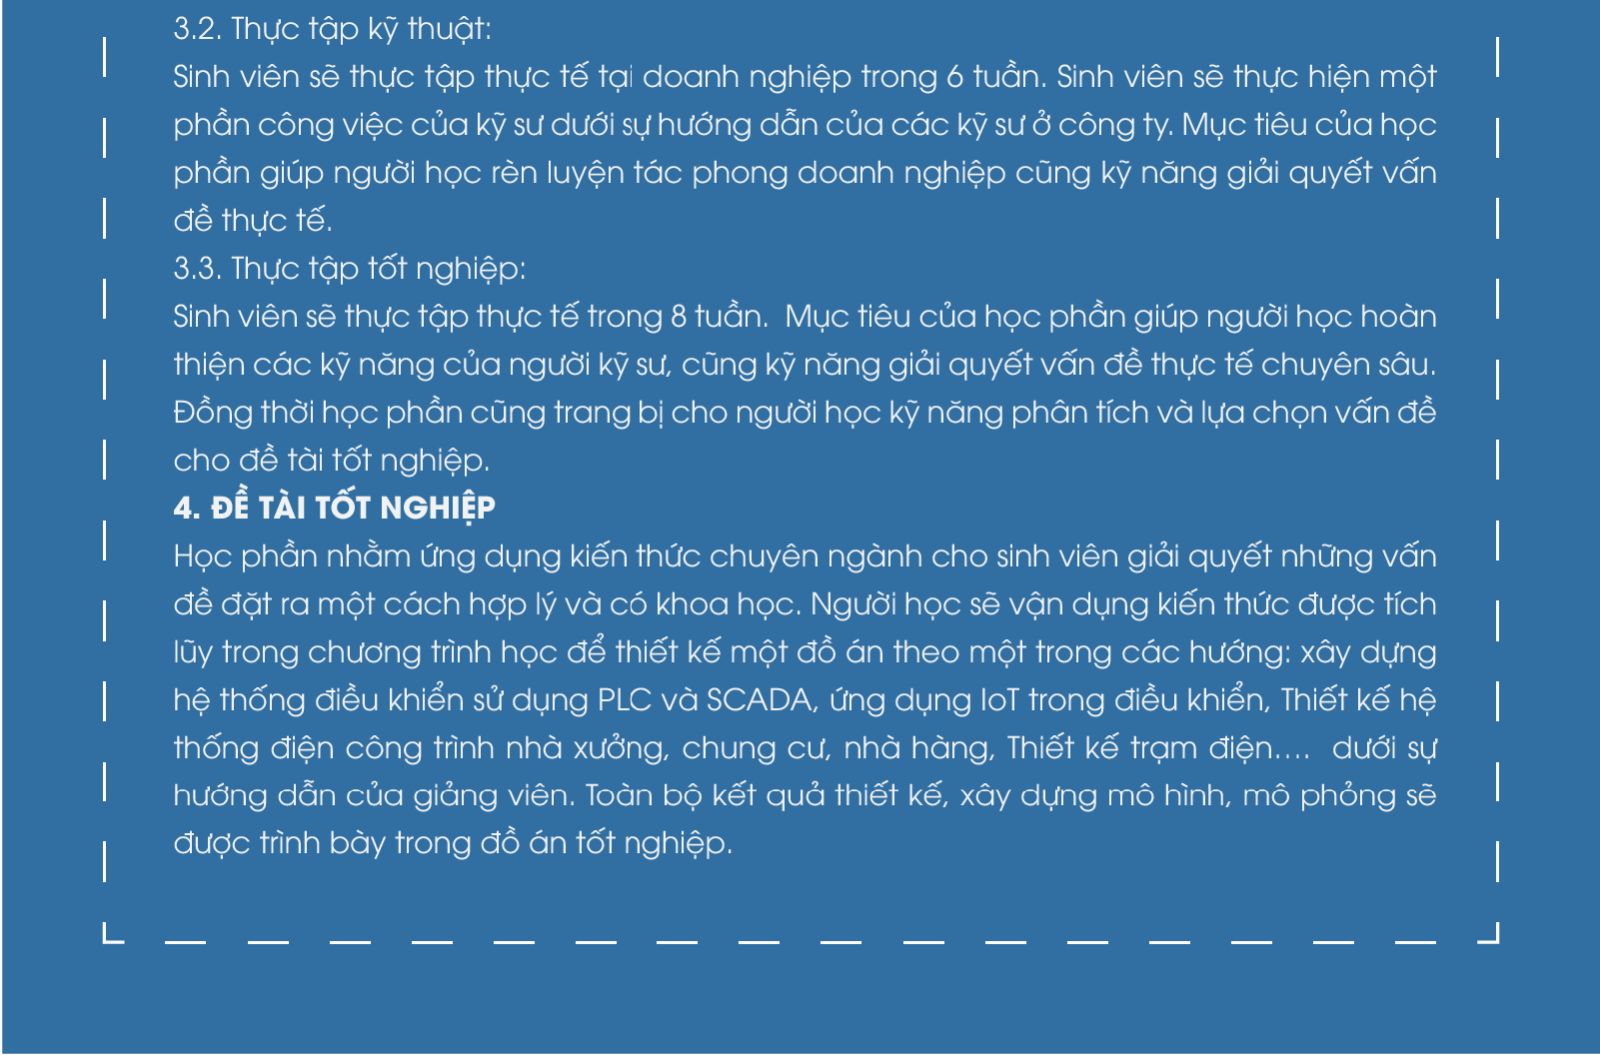 3.2. Thực tập kỹ thuật:
Sinh viên sẽ thực tập thực tế tại doanh nghiệp trong 6 tuần. Sinh viên sẽ thực hiện một
phần công việc của kỹ sư dưới sự hướng dẫn của các kỹ sư ở công ty. Mục tiêu của học
phần giúp người học rèn luyện tác phong doanh nghiệp cũng kỹ năng giải quyết vấn
đề thực tế.
3.3. Thực tập tốt nghiệp:
Sinh viên sẽ thực tập thực tế trong 8 tuần.  Mục tiêu của học phần giúp người học hoàn
thiện các kỹ năng của người kỹ sư, cũng kỹ năng giải quyết vấn đề thực tế chuyên sâu.
Đồng thời học phần cũng trang bị cho người học kỹ năng phân tích và lựa chọn vấn đề
cho đề tài tốt nghiệp.
4. ĐỀ TÀI TỐT NGHIỆP
Học phần nhằm ứng dụng kiến thức chuyên ngành cho sinh viên giải quyết những vấn
đề đặt ra một cách hợp lý và có khoa học. Người học sẽ vận dụng kiến thức được tích
lũy trong chương trình học để thiết kế một đồ án theo một trong các hướng: xây dựng
hệ thống điều khiển sử dụng PLC và SCADA, ứng dụng IoT trong điều khiển, Thiết kế hệ
thống điện công trình nhà xưởng, chung cư, nhà hàng, Thiết kế trạm điện….  dưới sự
hướng dẫn của giảng viên. Toàn bộ kết quả thiết kế, xây dựng mô hình, mô phỏng sẽ
được trình bày trong đồ án tốt nghiệp.